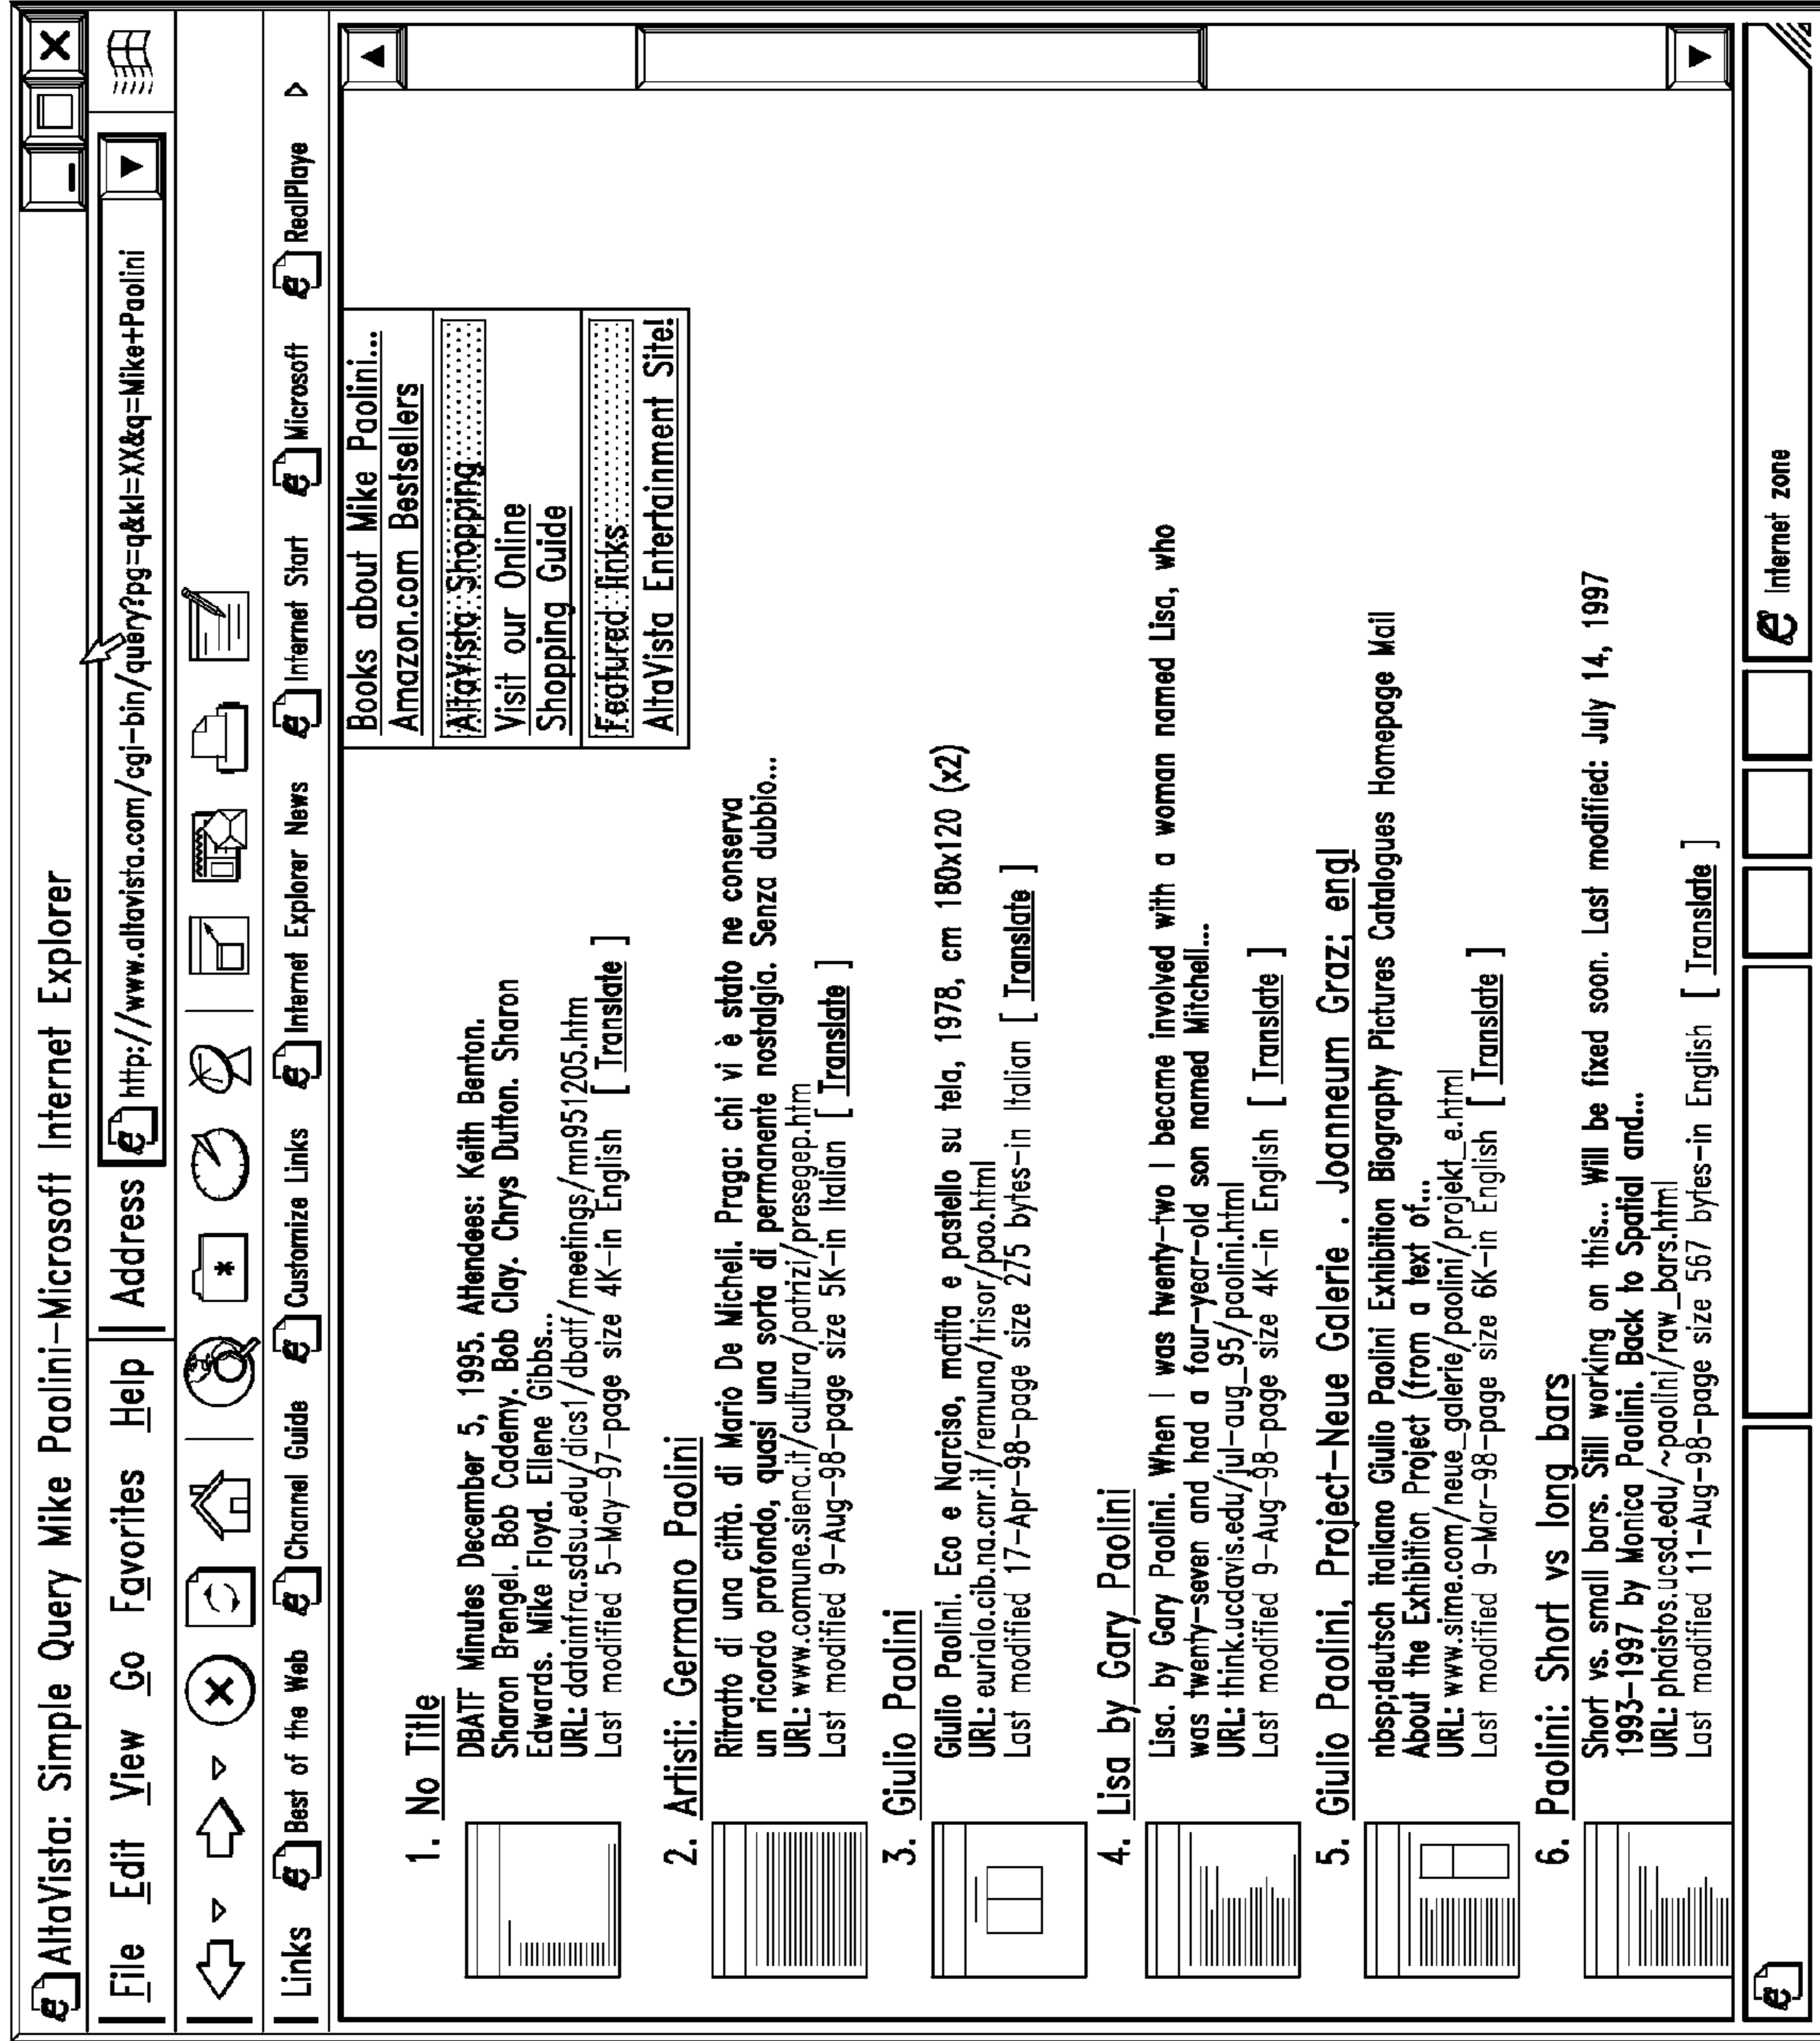 AltaVista: Simple Query Mike Paolini-Microsoft Internet Explorer
File Edit View Go Favorites Help Address http://www.altavista.com/cgi-bin/query?pg=q&kl=XX&q=Mike+Paolini
Links Best of the Web Channel Guide Customize Links Internet Explorer News Internet Start Microsoft RealPlaye
Books about Mike Paolini...
Amazon.com Bestsellers
AltaVista Shopping
Visit our Online
Shopping Guide
Featured links
AltaVista Entertainment Site!
1. No Title
DBATF Minutes December 5, 1995. Attendees: Keith Benton.
Sharon Brengel. Bob Cademy. Bob Clay. Chrys Dutton. Sharon
Edwards. Mike Floyd. Ellene Gibbs...
URL: datainfra.sdsu.edu/dics1/dbatf/meetings/mn951205.htm
Last modified 5-May-97-page size 4K-in English [ Translate ]
2. Artisti: Germano Paolini
Ritratto di una città. di Mario De Micheli. Praga: chi vi è stato ne conserva
un ricordo profondo, quasi una sorta di permanente nostalgia. Senza dubbio...
URL: www.comune.siena.it/cultura/patrizi/presegep.htm
Last modified 9-Aug-98-page size 5K-in Italian [ Translate ]
3. Giulio Paolini
Giulio Paolini. Eco e Narciso, matita e pastello su tela, 1978, cm 180x120 (x2)
URL: eurialo.cib.na.cnr.it/remuna/trisor/pao.html
Last modified 17-Apr-98-page size 275 bytes-in Italian [ Translate ]
4. Lisa by Gary Paolini
Lisa. by Gary Paolini. When I was twenty-two I became involved with a woman named Lisa, who
was twenty-seven and had a four-year-old son named Mitchell...
URL: think.ucdavis.edu/jul-aug_95/paolini.html
Last modified 9-Aug-98-page size 4K-in English [ Translate ]
5. Giulio Paolini, Project-Neue Galerie . Joanneum Graz; engl
nbsp;deutsch italiano Giulio Paolini Exhibition Biography Pictures Catalogues Homepage Mail
About the Exhibition Project (from a text of...
URL: www.sime.com/neue_galerie/paolini/projekt_e.html
Last modified 9-Mar-98-page size 6K-in English [ Translate ]
6. Paolini: Short vs long bars
Short vs. small bars. Still working on this... Will be fixed soon. Last modified: July 14, 1997
1993-1997 by Monica Paolini. Back to Spatial and...
URL: phaistos.ucsd.edu/~paolini/raw_bars.html
Last modified 11-Aug-98-page size 567 bytes-in English [ Translate ]
Internet zone